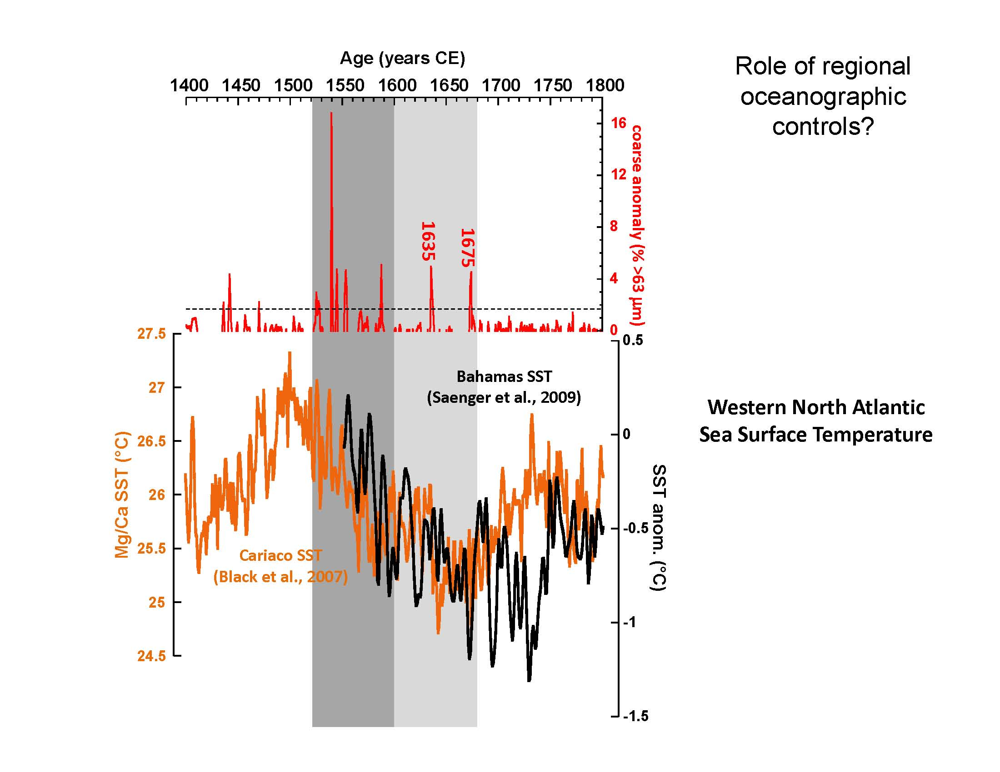 Age (years CE)
1400 1450 1500 1550 1600 1650 1700 1750 1800
Role of regional
oceanographic
controls?
16
12
8
4
0
coarse anomaly (% >63 µm)
1635
1675
27.5
27
26.5
26
25.5
25
24.5
Mg/Ca SST (°C)
0.5
0
-0.5
-1
-1.5
SST anom. (°C)
Bahamas SST
(Saenger et al., 2009)
Cariaco SST
(Black et al., 2007)
Western North Atlantic
Sea Surface Temperature